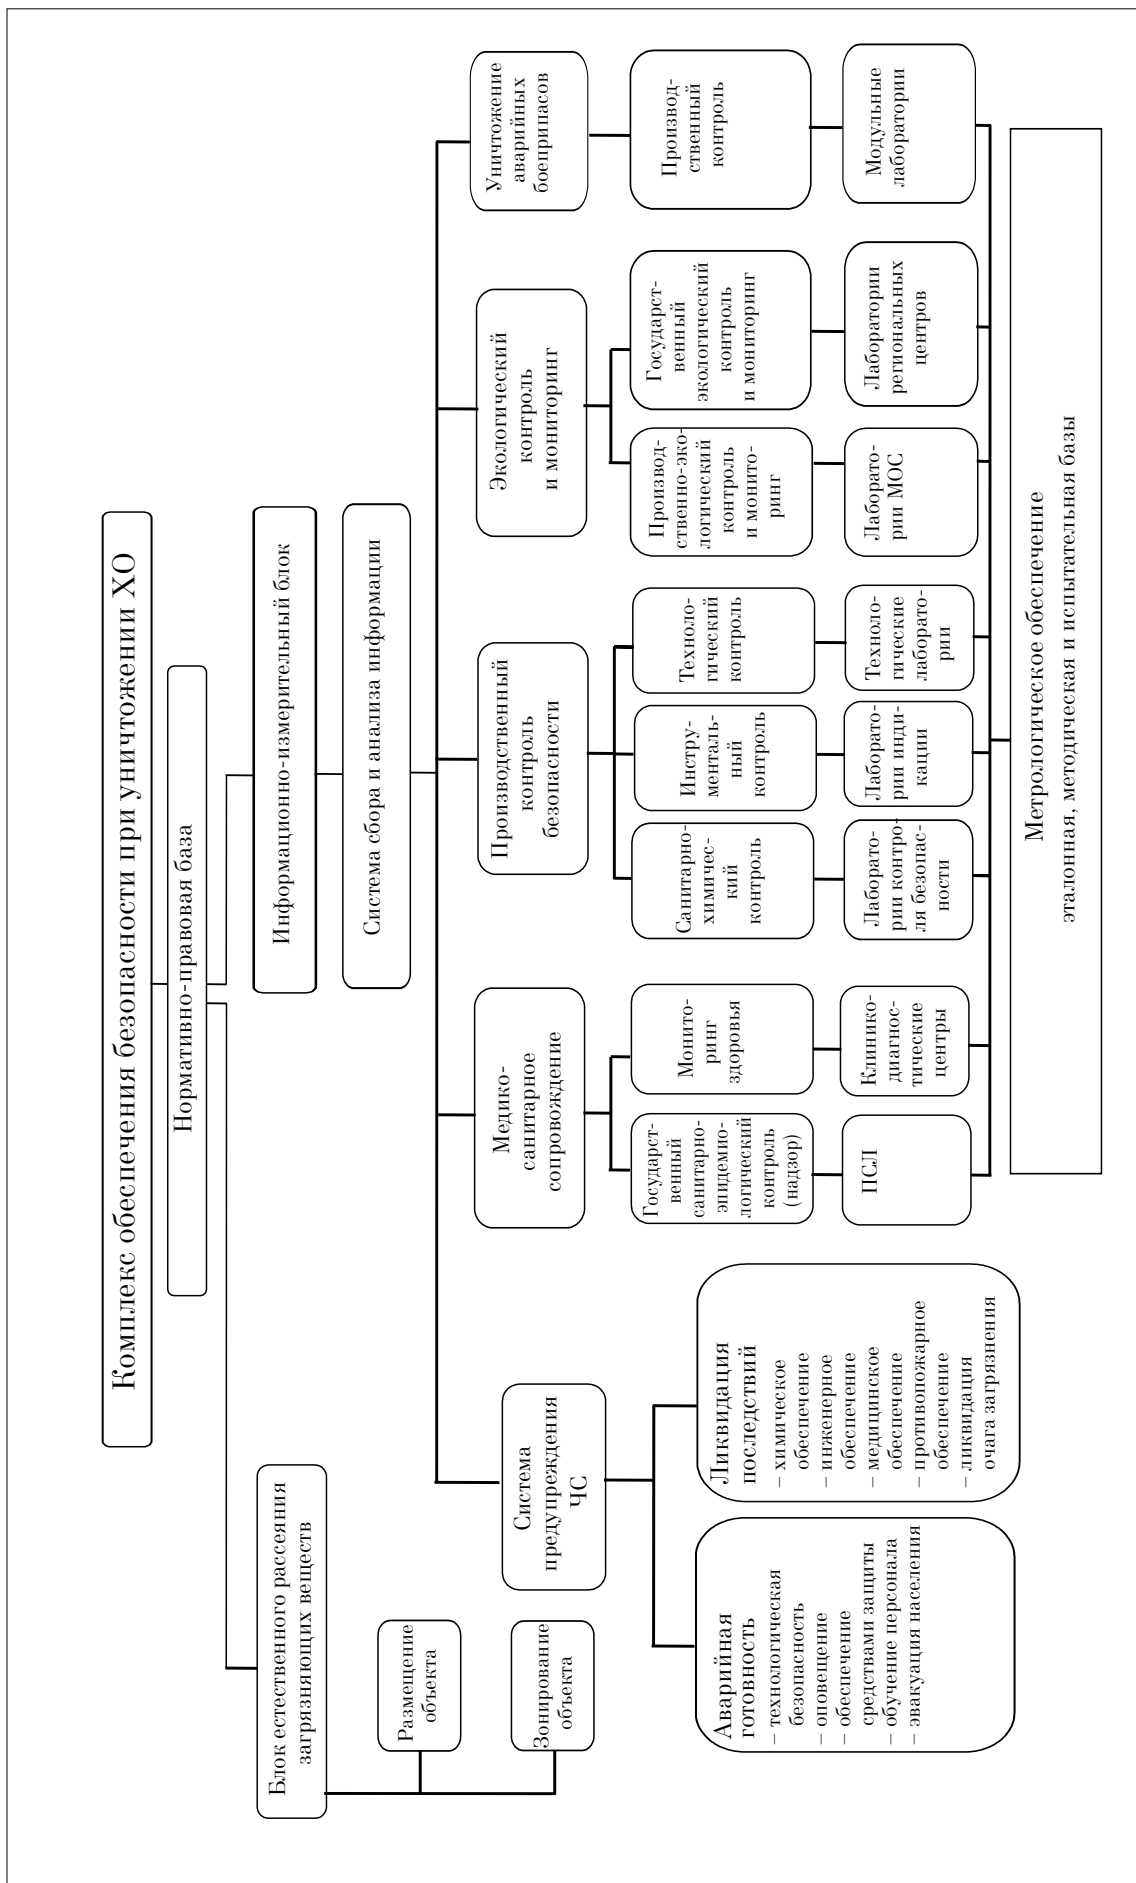 Комплекс обеспечения безопасности при уничтожении ХО
Нормативно-правовая база
Блок естественного рассеяния
загрязняющих веществ
Информационно-измерительный блок
Размещение
объекта
Система сбора и анализа информации
Зонирование
объекта
Система
предупреждения
ЧС
Медико-
санитарное
сопровождение
Производственный
контроль
безопасности
Экологический
контроль
и мониторинг
Уничтожение
аварийных
боеприпасов
Аварийная
готовность
– технологическая
безопасность
– оповещение
– обеспечение
средствами защиты
– обучение персонала
– эвакуация населения
Ликвидация
последствий
– химическое
обеспечение
– инженерное
обеспечение
– медицинское
обеспечение
– противопожарное
обеспечение
– ликвидация
очага загрязнения
Государст-
венный
санитарно-
эпидемио-
логический
контроль
(надзор)
Монито-
ринг
здоровья
Санитарно-
химичес-
кий
контроль
Инстру-
менталь-
ный
контроль
Техноло-
гический
контроль
Производ-
ственно-эко-
логический
контроль
и монито-
ринг
Государст-
венный
экологический
контроль
и мониторинг
Производ-
ственный
контроль
ПСЛ
Клинико-
диагнос-
тические
центры
Лаборато-
рии контро-
ля безопас-
ности
Лаборато-
рии инди-
кации
Техноло-
гические
лаборато-
рии
Лаборато-
рии МОС
Лаборатории
региональных
центров
Модульные
лаборатории
Метрологическое обеспечение
эталонная, методическая и испытательная базы